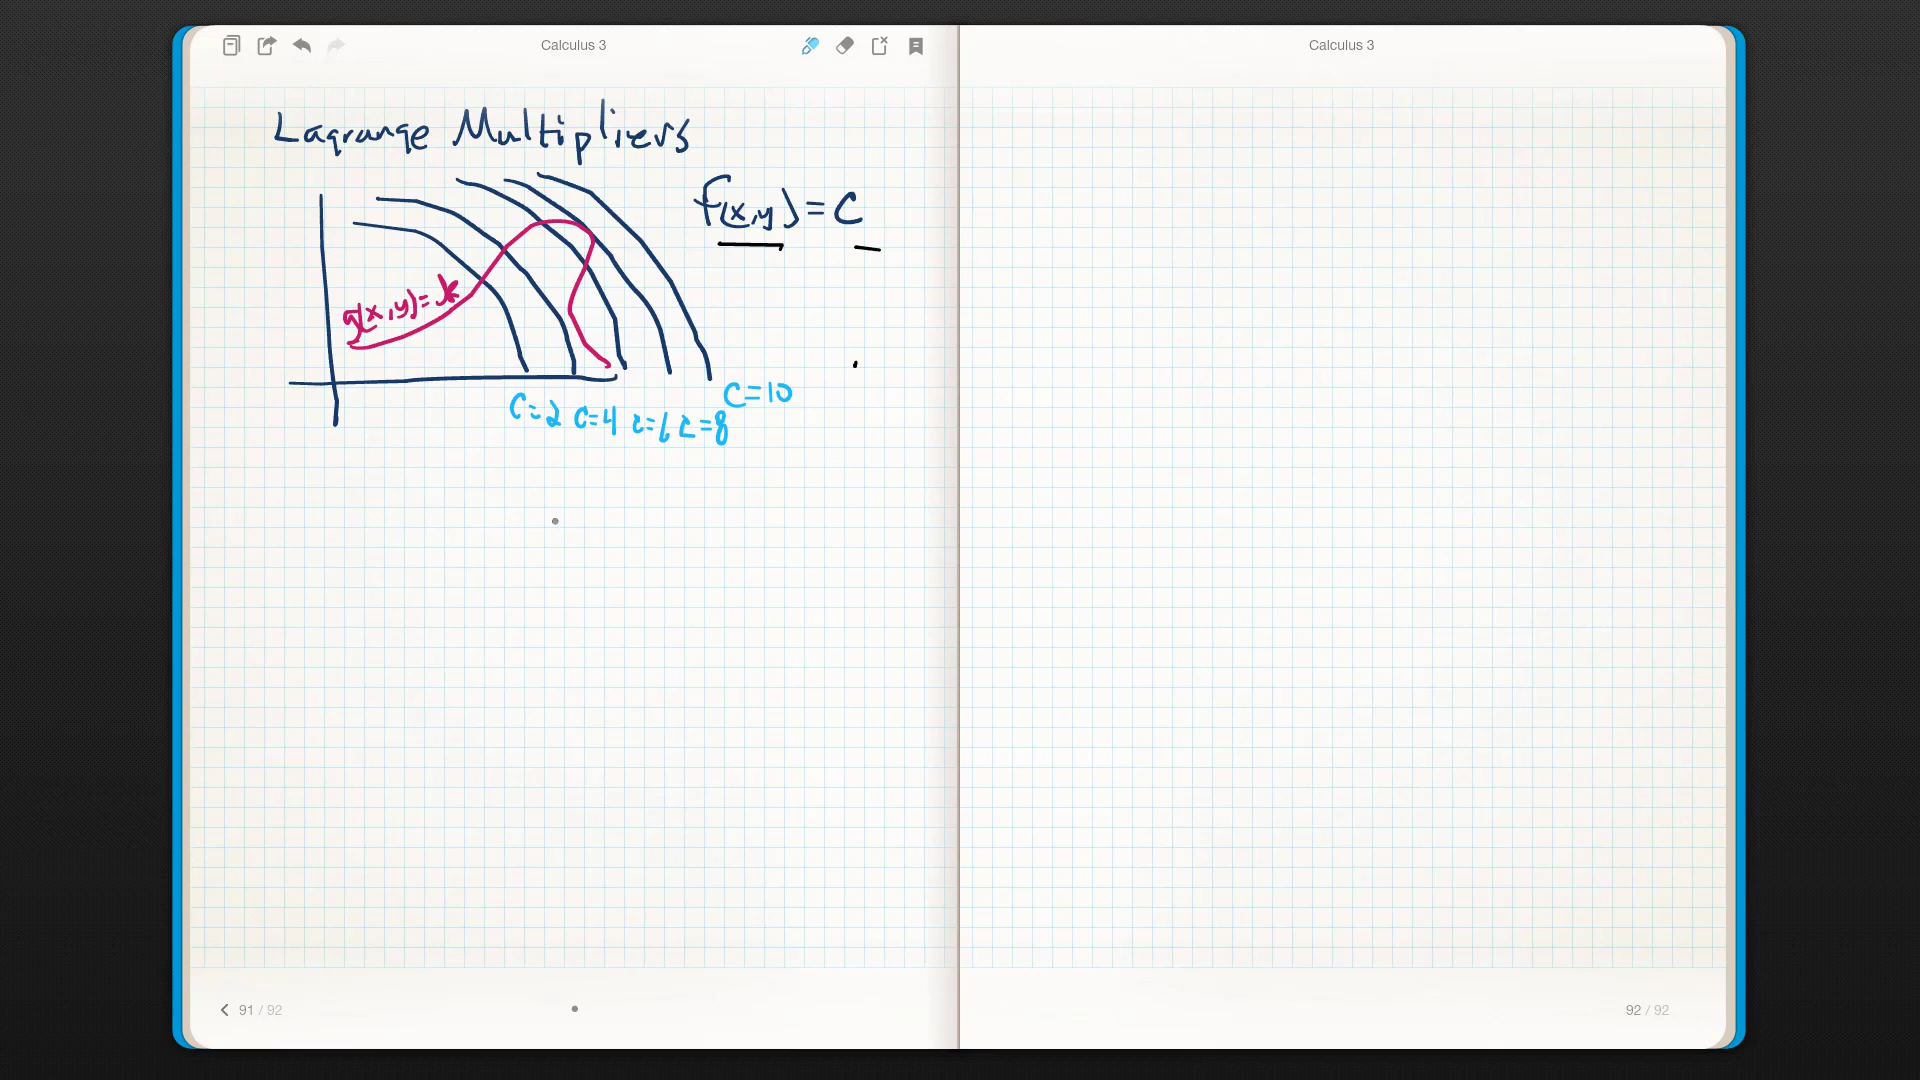 Calculus 3
Calculus 3
Lagrange Multipliers
f(x,y) = C
g(x,y)=k
C=2 C=4 C=6 C=8 C=10
91 / 92
92 / 92